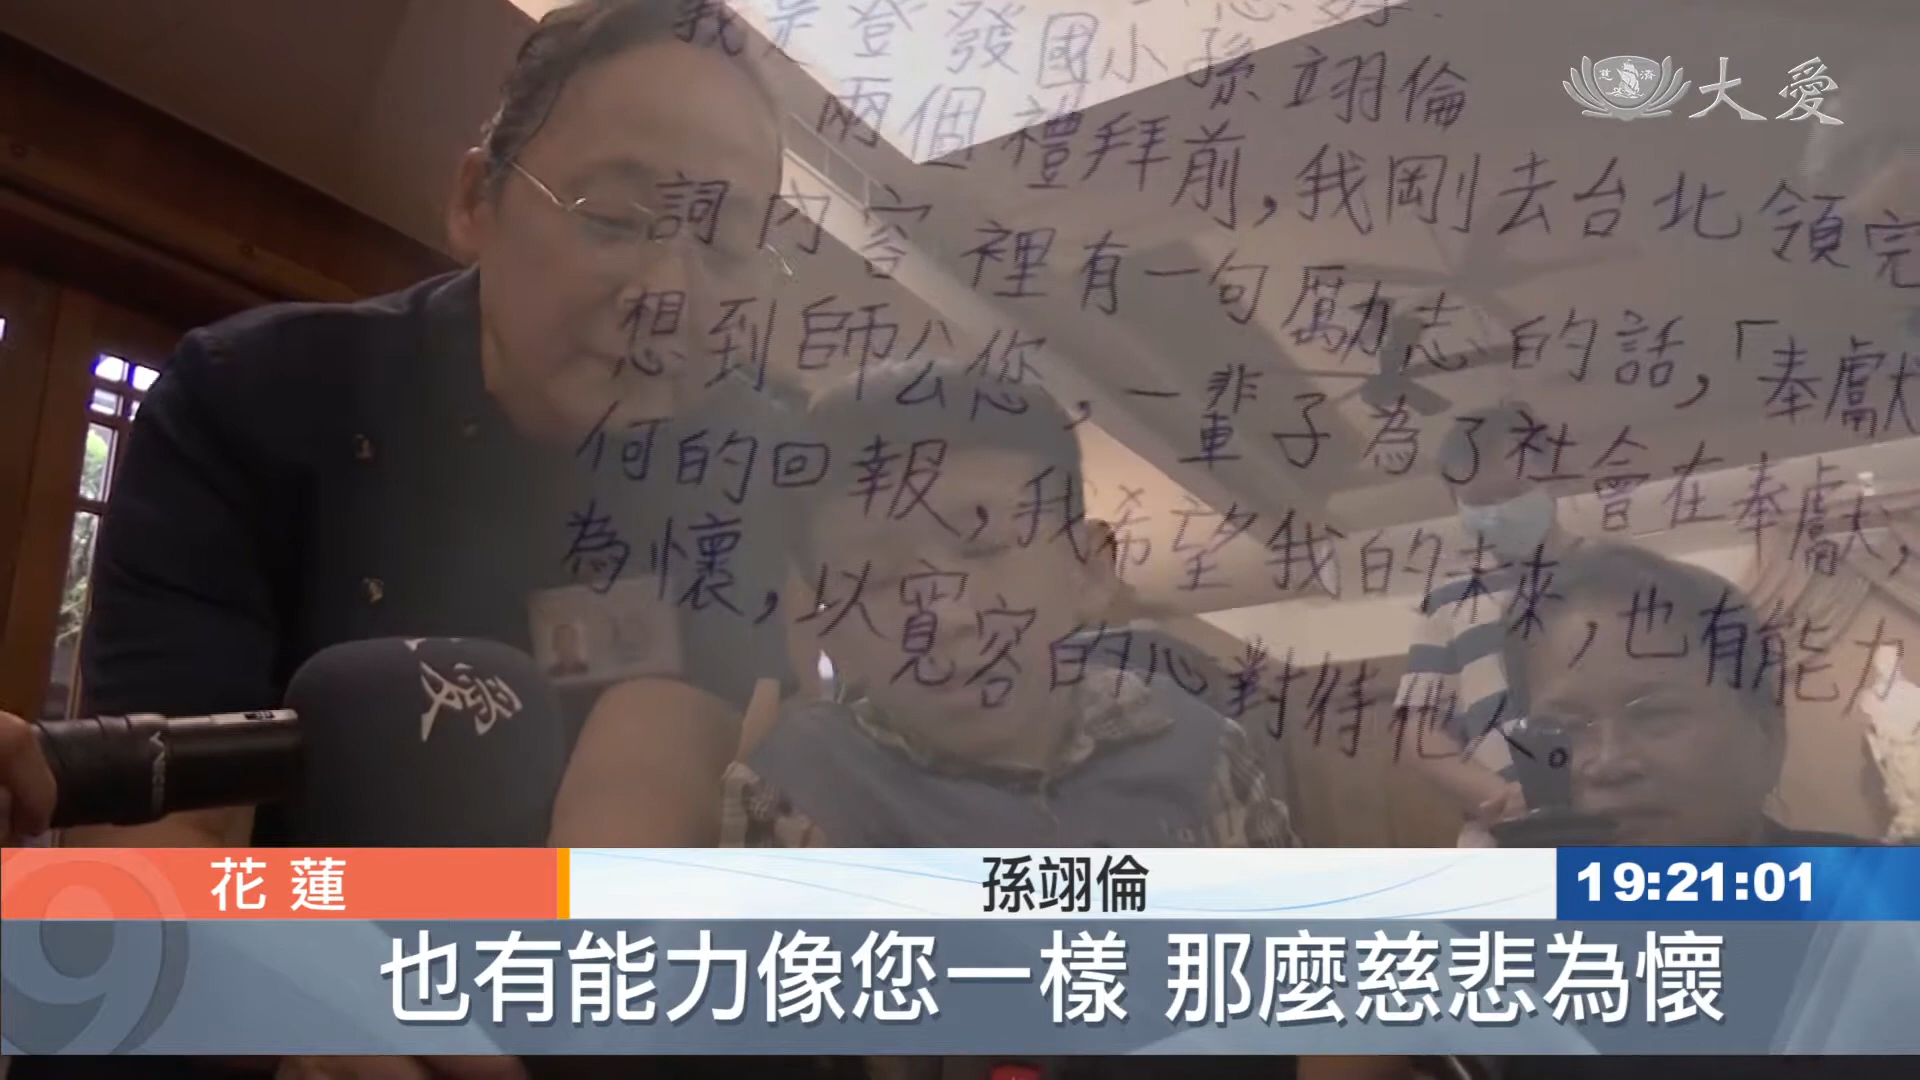 我是登發國小孫翊倫
慈濟
大愛
兩個禮拜前,我剛去台北領完
詞內容裡有一句勵志的話,「奉獻
想到師公您,一輩子為了社會在奉獻,
何的回報,我希望我的未來,也有能力
為懷,以寬容的心對待他人。
愛
花蓮
孫翊倫
19:21:01
也有能力像您一樣 那麼慈悲為懷